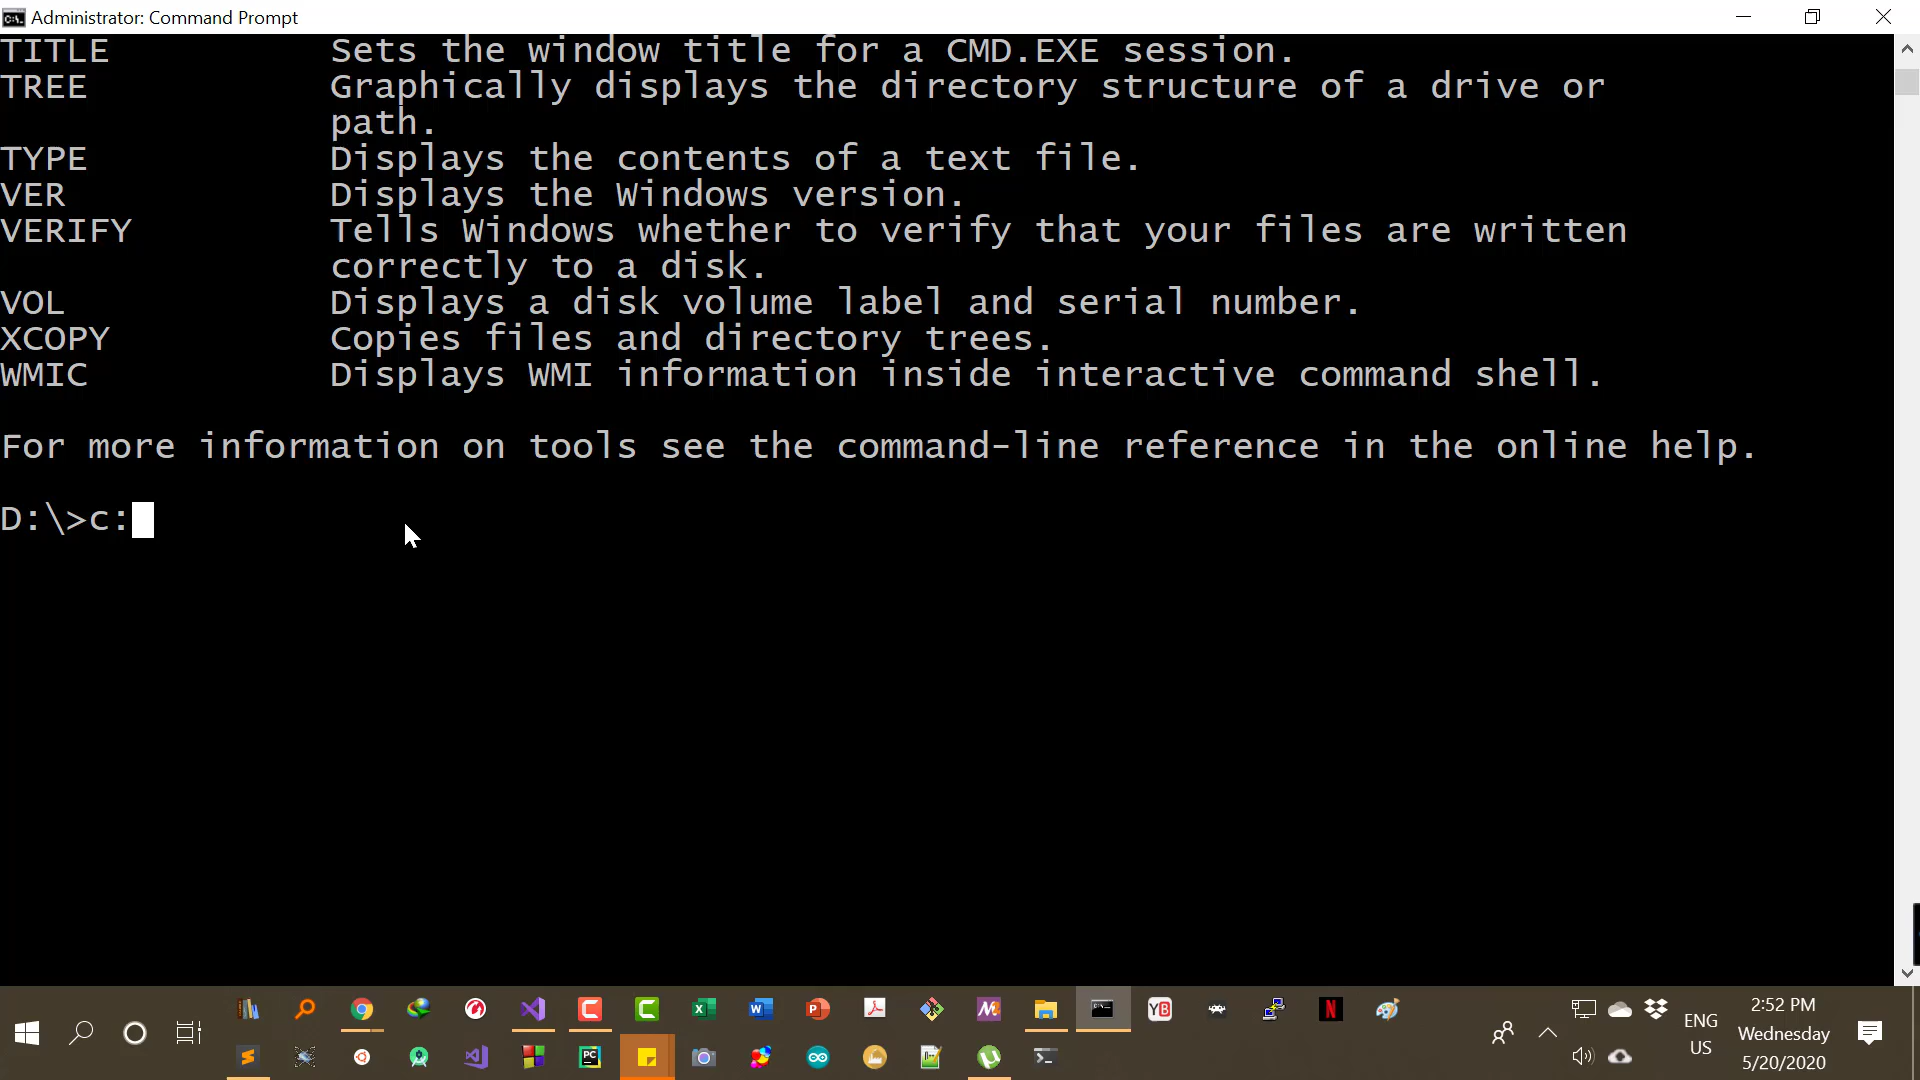 Administrator: Command Prompt
TITLE Sets the window title for a CMD.EXE session.
TREE Graphically displays the directory structure of a drive or
path.
TYPE Displays the contents of a text file.
VER Displays the Windows version.
VERIFY Tells Windows whether to verify that your files are written
correctly to a disk.
VOL Displays a disk volume label and serial number.
XCOPY Copies files and directory trees.
WMIC Displays WMI information inside interactive command shell.
For more information on tools see the command-line reference in the online help.
D:\>c:
ENG
US
2:52 PM
Wednesday
5/20/2020